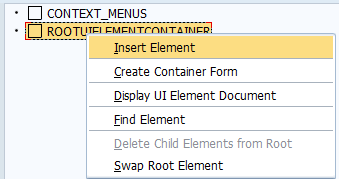 CONTEXT_MENUS
ROOTUIELEMENTCONTAINER
Insert Element
Create Container Form
Display UI Element Document
Find Element
Delete Child Elements from Root
Swap Root Element